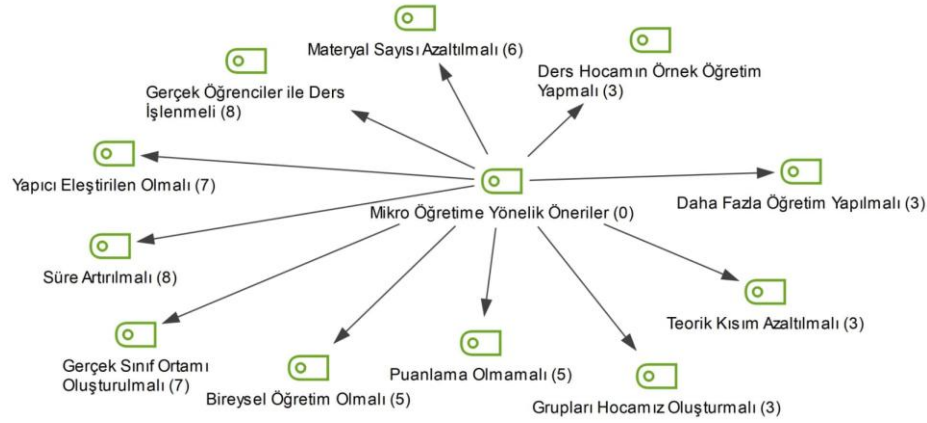 Materyal Sayısı Azaltılmalı (6)
Ders Hocamın Örnek Öğretim
Yapmalı (3)
Gerçek Öğrenciler ile Ders
İşlenmeli (8)
Yapıcı Eleştirilen Olmalı (7)
Mikro Öğretime Yönelik Öneriler (0)
Daha Fazla Öğretim Yapılmalı (3)
Süre Artırılmalı (8)
Teorik Kısım Azaltılmalı (3)
Gerçek Sınıf Ortamı
Oluşturulmalı (7)
Bireysel Öğretim Olmalı (5)
Puanlama Olmamalı (5)
Grupları Hocamız Oluşturmalı (3)